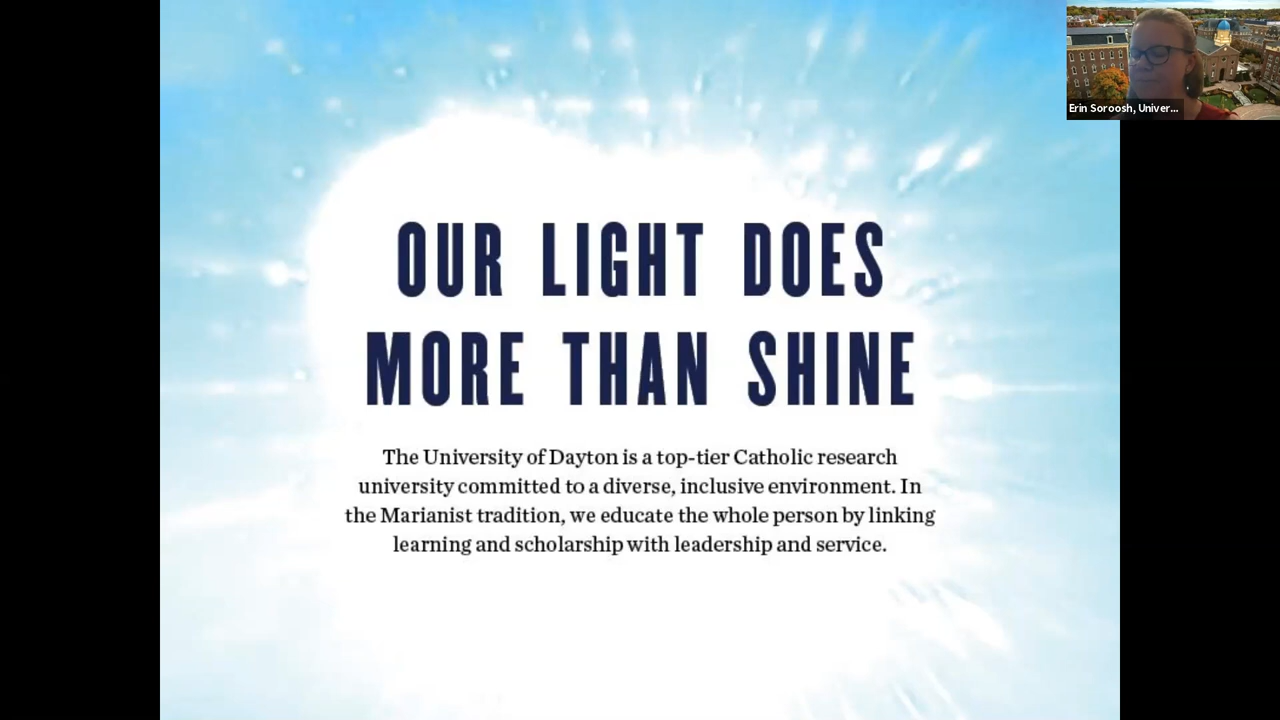 Erin Soroosh, Univer...
OUR LIGHT DOES
MORE THAN SHINE
The University of Dayton is a top-tier Catholic research
university committed to a diverse, inclusive environment. In
the Marianist tradition, we educate the whole person by linking
learning and scholarship with leadership and service.